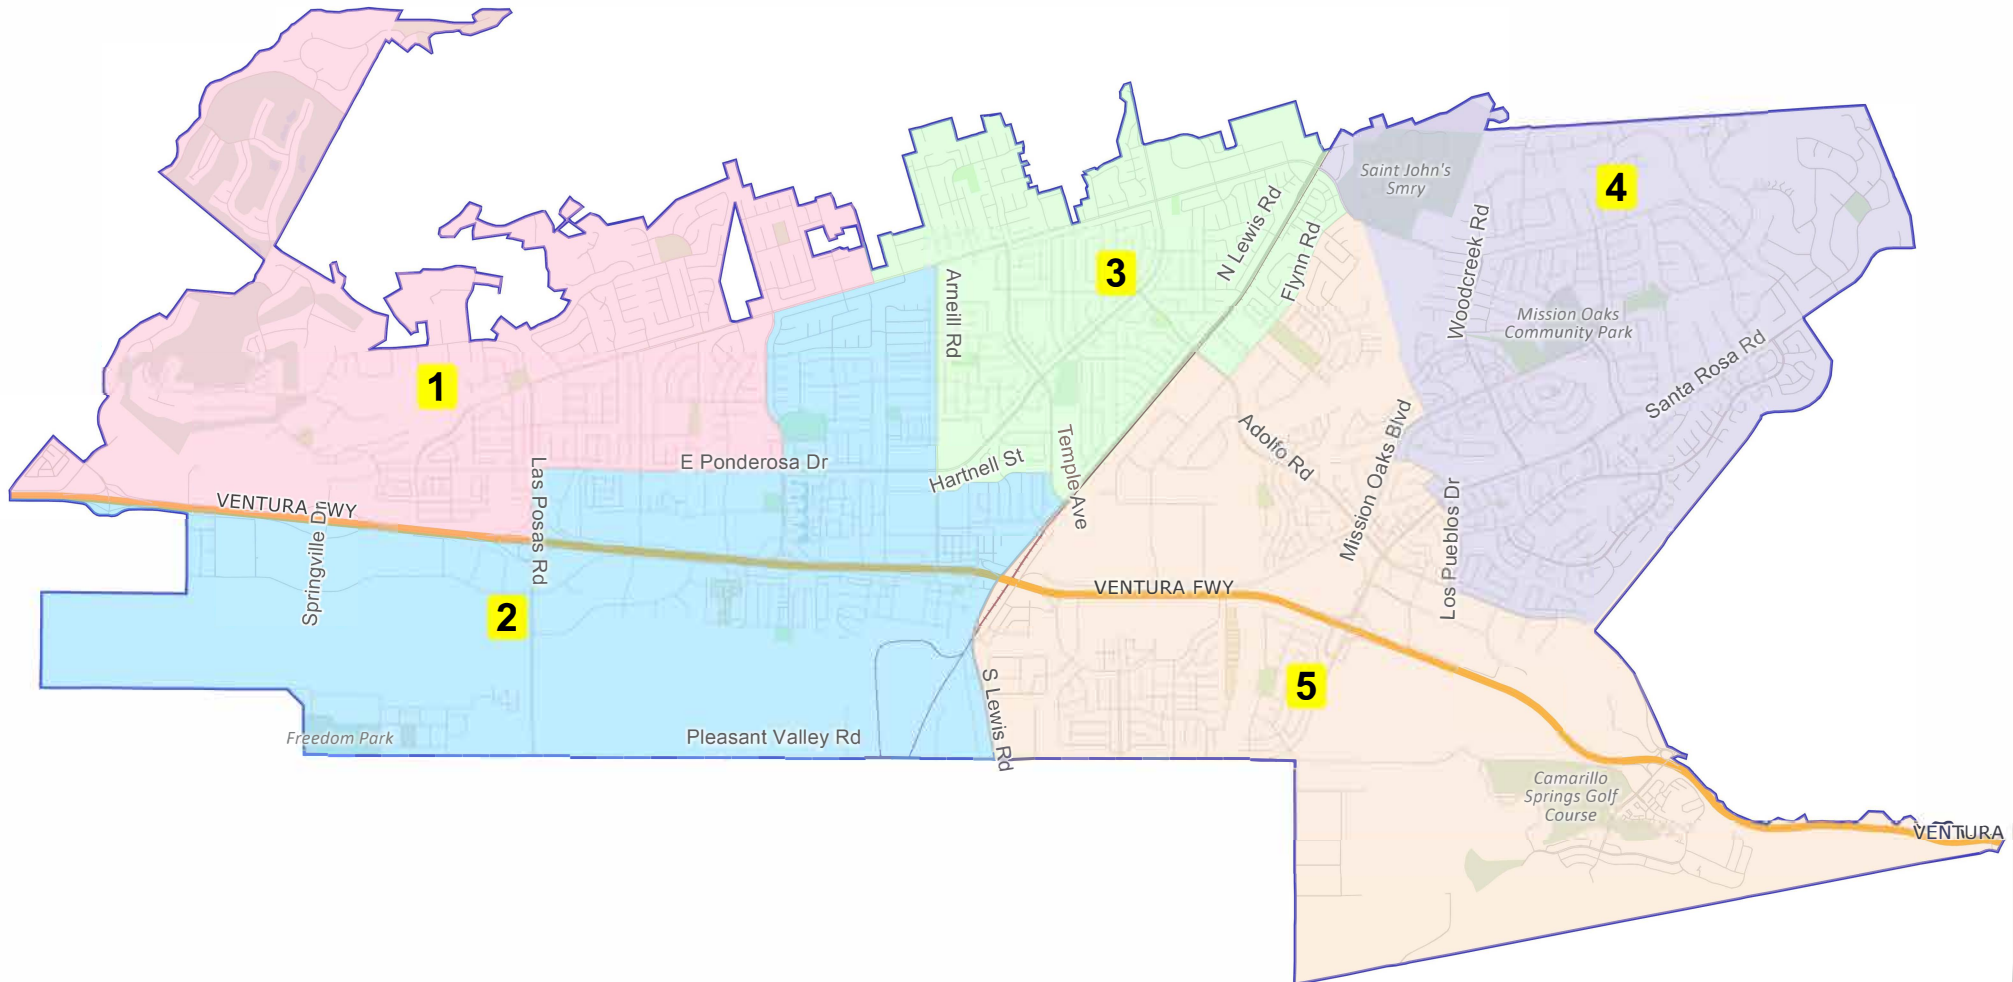 Saint John's
Smry
4
Woodcreek Rd
N Lewis Rd
Flynn Rd
3
Arneill Rd
Mission Oaks
Community Park
Santa Rosa Rd
1
Adolfo Rd
Mission Oaks Blvd
Temple Ave
Hartnell St
E Ponderosa Dr
Las Posas Rd
VENTURA FWY
Springville Dr
Los Pueblos Dr
VENTURA FWY
2
5
S Lewis Rd
Pleasant Valley Rd
Freedom Park
Camarillo
Springs Golf
Course
VENTURA